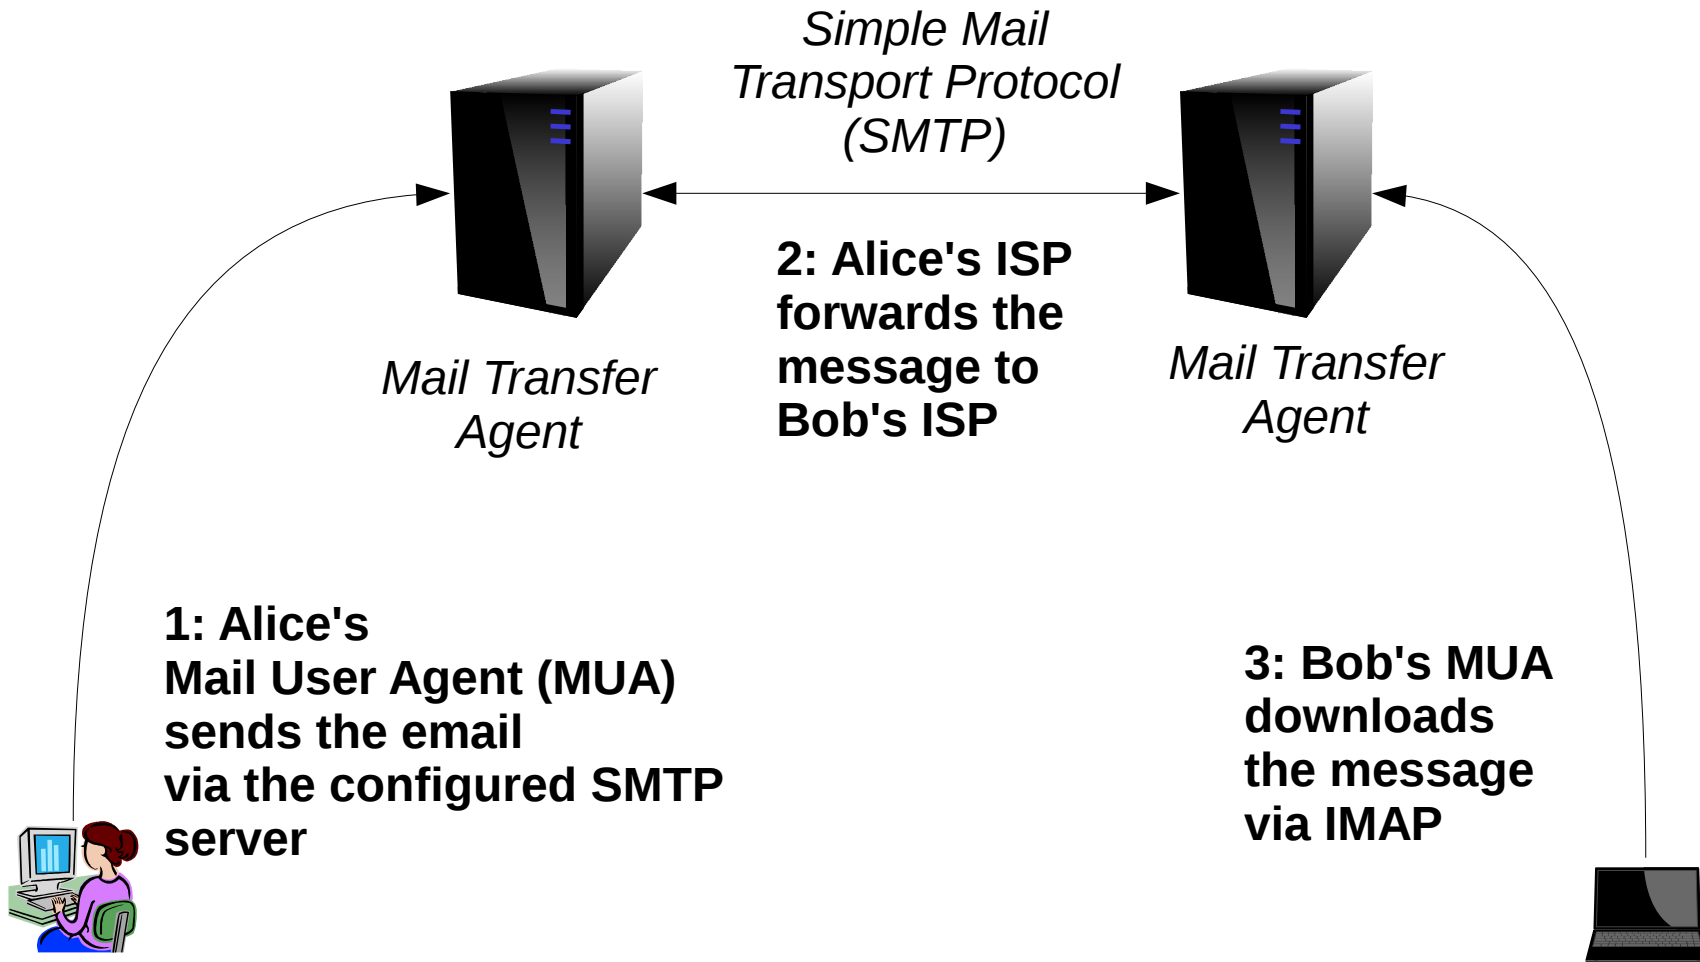 Simple Mail
Transport Protocol
(SMTP)
2: Alice's ISP
forwards the
message to
Bob's ISP
Mail Transfer
Agent
Mail Transfer
Agent
1: Alice's
Mail User Agent (MUA)
sends the email
via the configured SMTP
server
3: Bob's MUA
downloads
the message
via IMAP